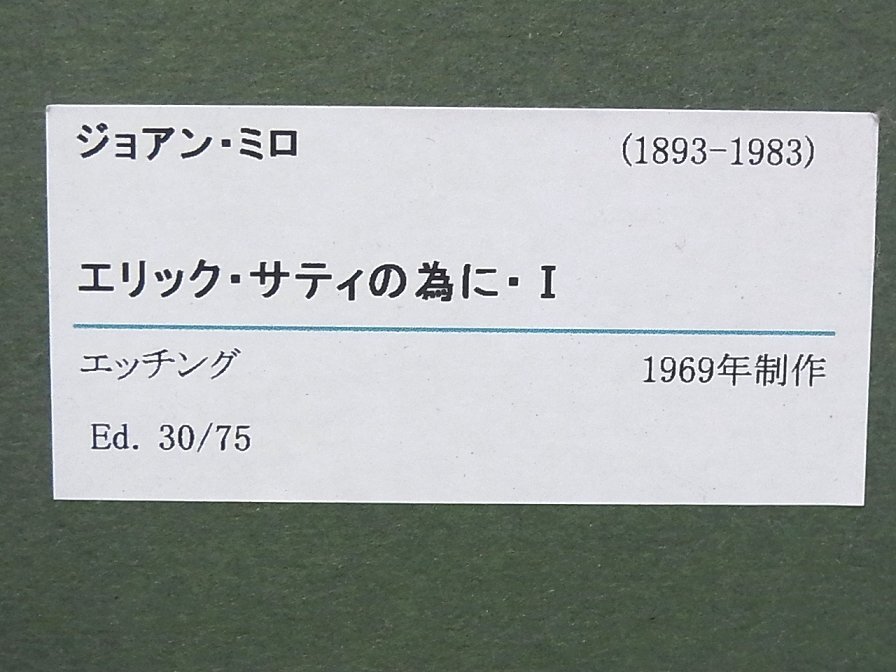 ジョアン・ミロ (1893-1983)
エリック・サティの為に・I
エッチング 1969年制作
Ed. 30/75